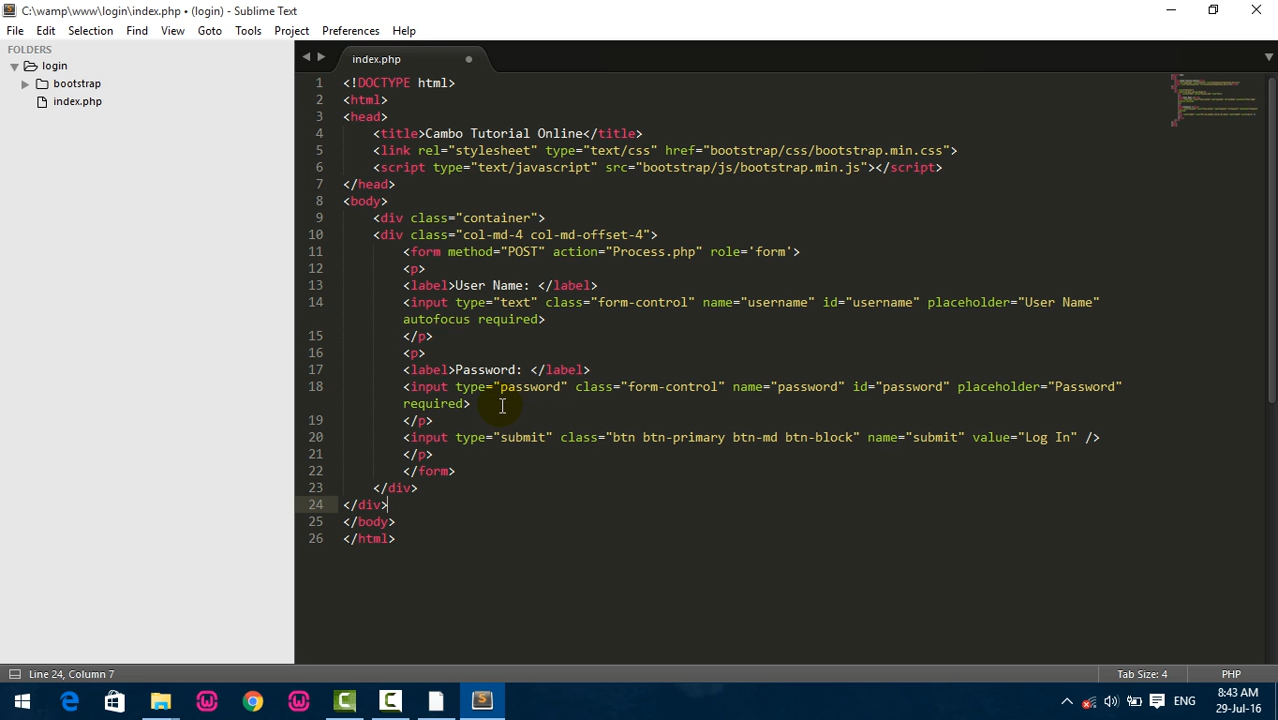 C:\wamp\www\login\index.php • (login) - Sublime Text
File Edit Selection Find View Goto Tools Project Preferences Help
FOLDERS
login
bootstrap
index.php
index.php
1 <!DOCTYPE html>
2 <html>
3 <head>
4 <title>Cambo Tutorial Online</title>
5 <link rel="stylesheet" type="text/css" href="bootstrap/css/bootstrap.min.css">
6 <script type="text/javascript" src="bootstrap/js/bootstrap.min.js"></script>
7 </head>
8 <body>
9 <div class="container">
10 <div class="col-md-4 col-md-offset-4">
11 <form method="POST" action="Process.php" role='form'>
12 <p>
13 <label>User Name: </label>
14 <input type="text" class="form-control" name="username" id="username" placeholder="User Name"
autofocus required>
15 </p>
16 <p>
17 <label>Password: </label>
18 <input type="password" class="form-control" name="password" id="password" placeholder="Password"
required>
19 </p>
20 <input type="submit" class="btn btn-primary btn-md btn-block" name="submit" value="Log In" />
21 </p>
22 </form>
23 </div>
24 </div>
25 </body>
26 </html>
Line 24, Column 7
Tab Size: 4
PHP
ENG
8:43 AM
29-Jul-16